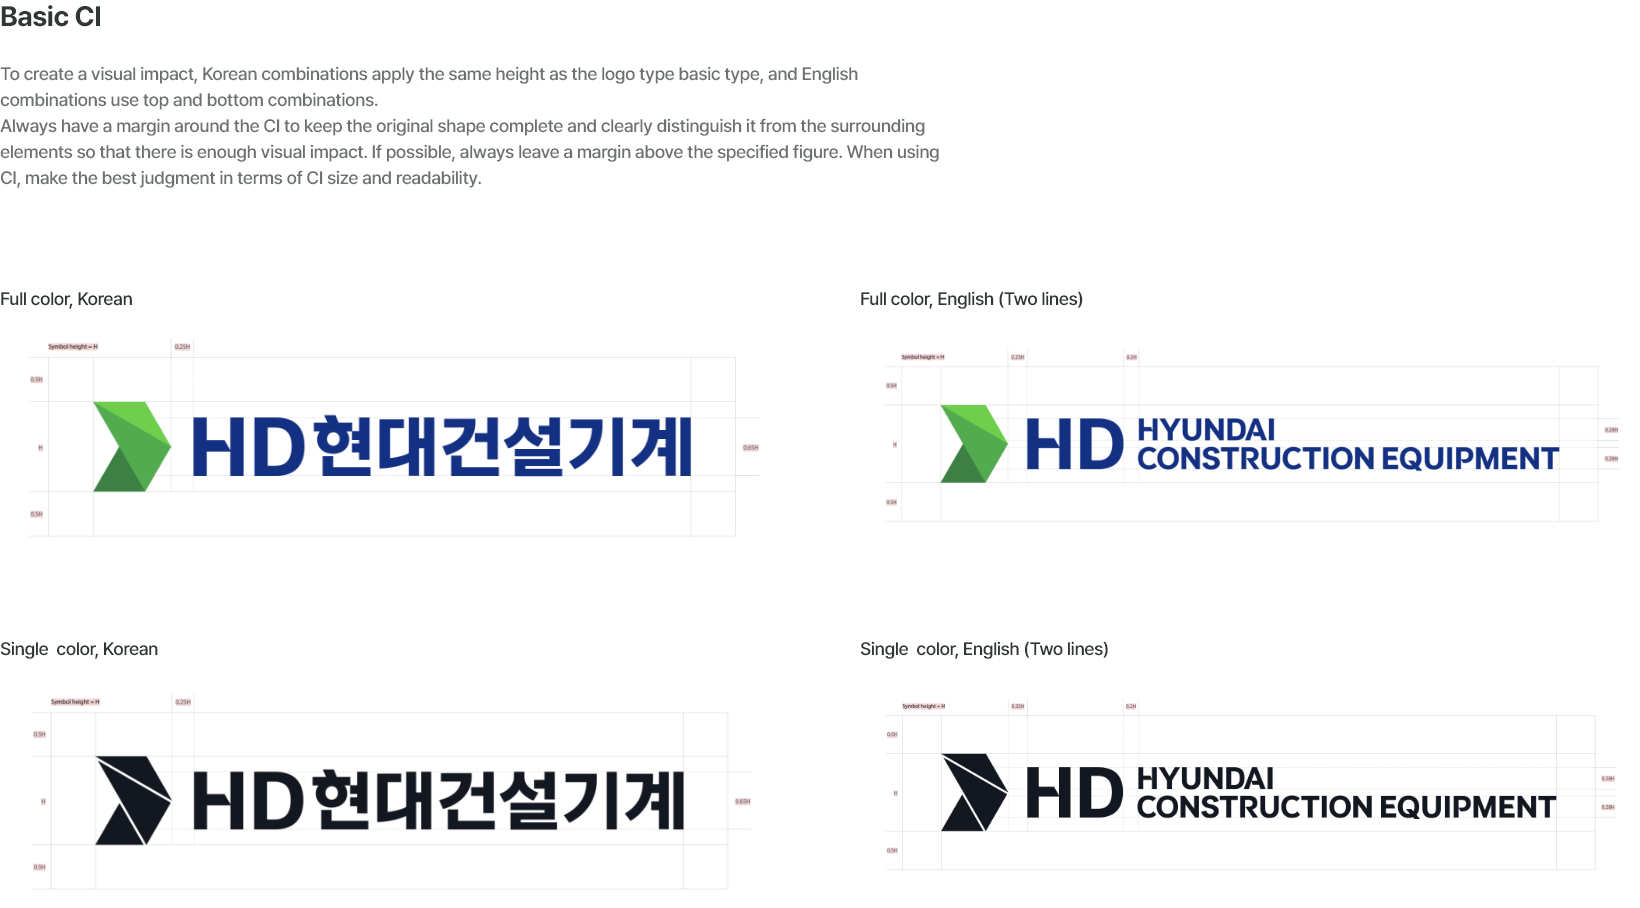 Basic CI
To create a visual impact, Korean combinations apply the same height as the logo type basic type, and English
combinations use top and bottom combinations.
Always have a margin around the CI to keep the original shape complete and clearly distinguish it from the surrounding
elements so that there is enough visual impact. If possible, always leave a margin above the specified figure. When using
CI, make the best judgment in terms of CI size and readability.
Full color, Korean
Symbol height = H
0.25H
0.5H
H
HD현대건설기계
0.65H
0.5H
Full color, English (Two lines)
Symbol height = H
0.25H
0.2H
0.5H
H
HD
HYUNDAI
CONSTRUCTION EQUIPMENT
0.28H
0.28H
0.5H
Single color, Korean
Symbol height = H
0.25H
0.5H
H
HD현대건설기계
0.65H
0.5H
Single color, English (Two lines)
Symbol height = H
0.25H
0.2H
0.5H
H
HD
HYUNDAI
CONSTRUCTION EQUIPMENT
0.28H
0.28H
0.5H